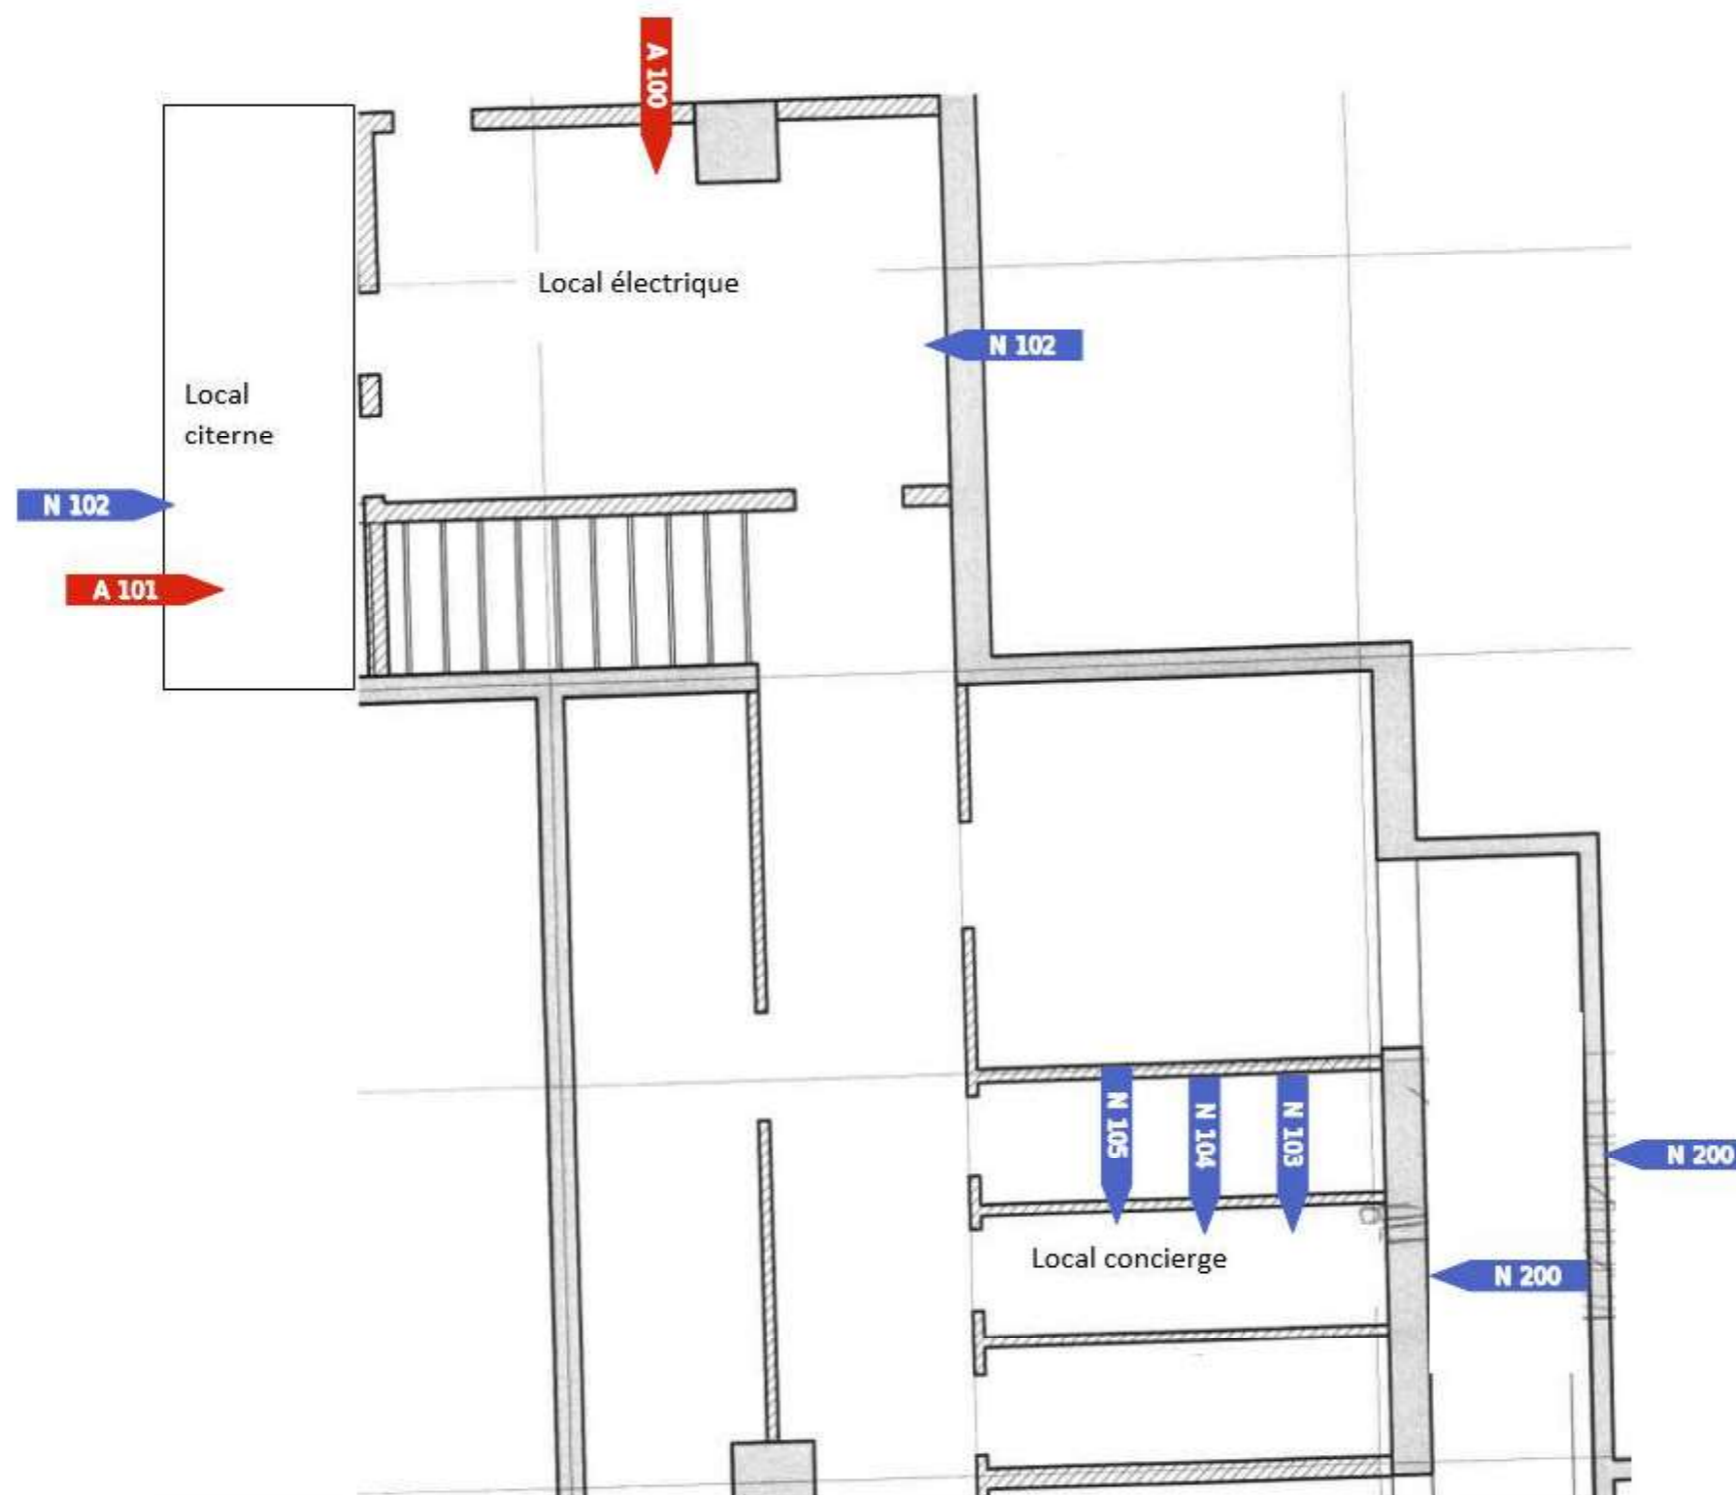 A 100
Local électrique
N 102
Local
citerne
N 102
A 101
N 105
N 104
N 103
N 200
Local concierge
N 200